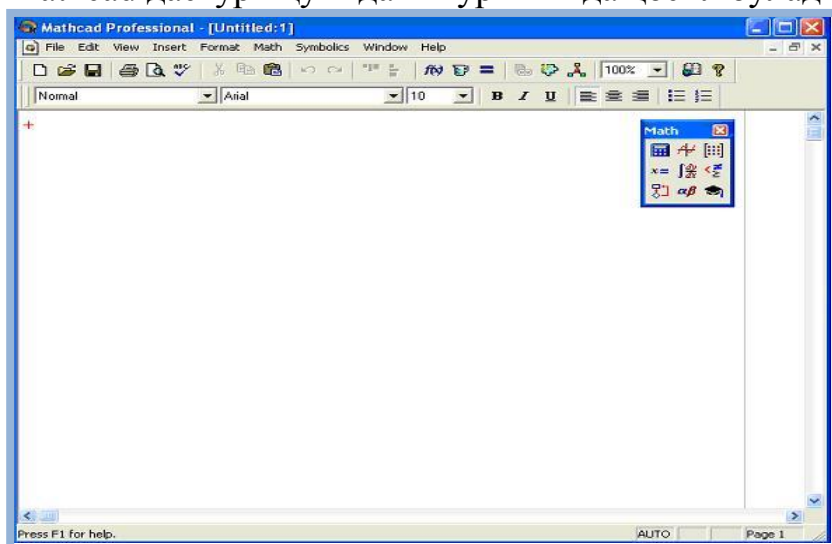 Mathcad Professional - [Untitled:1]
File Edit View Insert Format Math Symbolics Window Help
100%
Normal Arial 10 B I U
Math
x=
αβ
Press F1 for help. AUTO Page 1